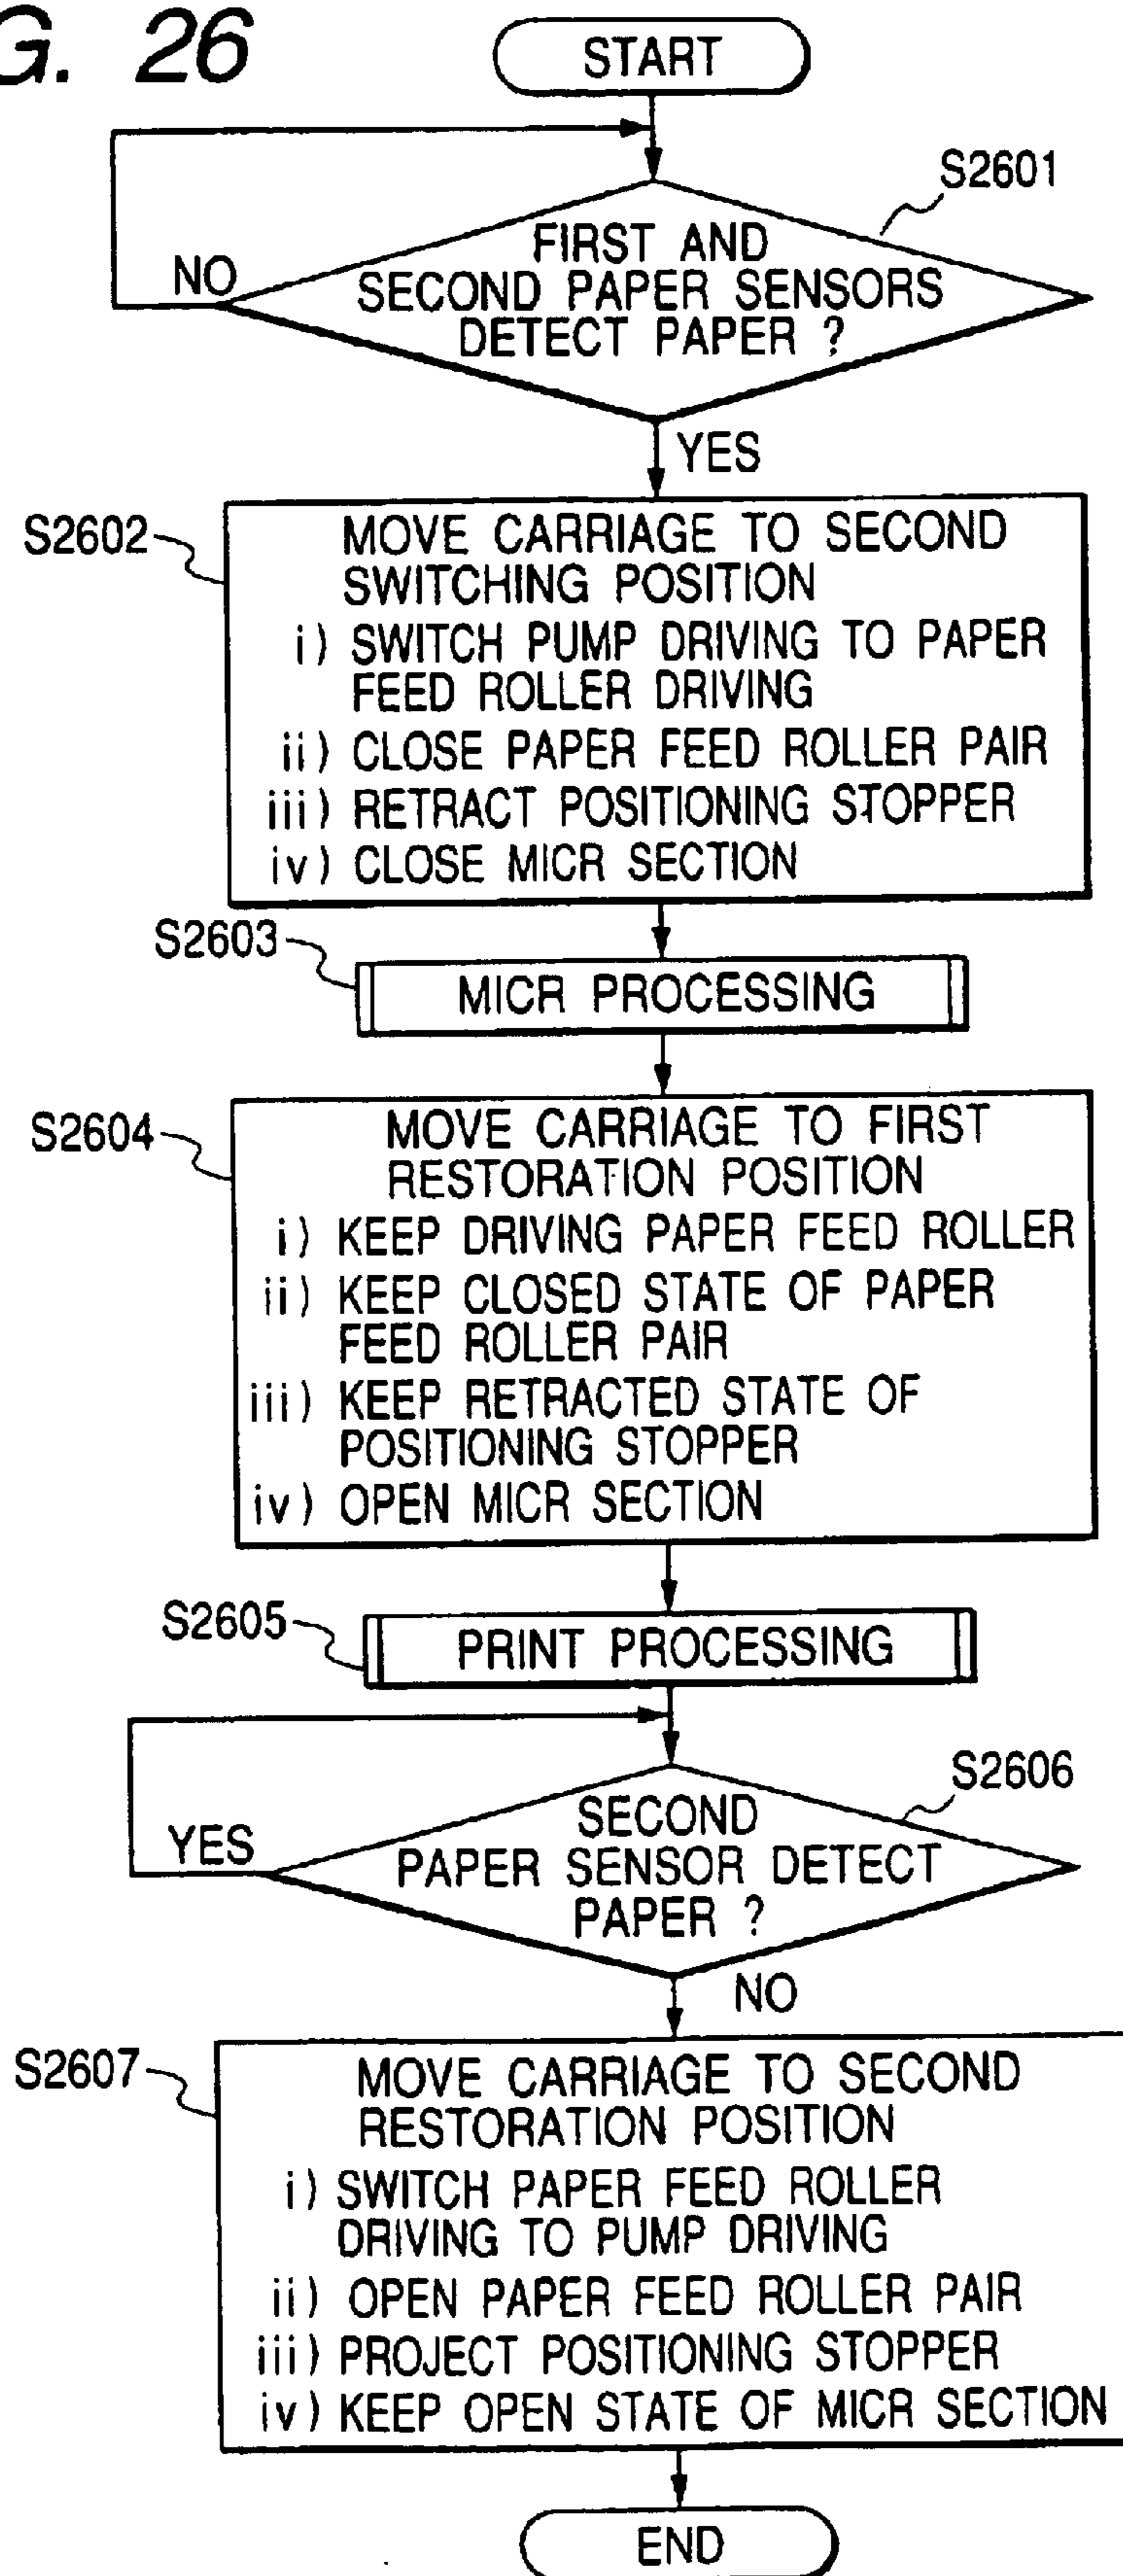 G. 26
START
S2601
FIRST AND
SECOND PAPER SENSORS
DETECT PAPER ?
NO
YES
S2602
MOVE CARRIAGE TO SECOND
SWITCHING POSITION
i) SWITCH PUMP DRIVING TO PAPER
FEED ROLLER DRIVING
ii) CLOSE PAPER FEED ROLLER PAIR
iii) RETRACT POSITIONING STOPPER
iv) CLOSE MICR SECTION
S2603
MICR PROCESSING
S2604
MOVE CARRIAGE TO FIRST
RESTORATION POSITION
i) KEEP DRIVING PAPER FEED ROLLER
ii) KEEP CLOSED STATE OF PAPER
FEED ROLLER PAIR
iii) KEEP RETRACTED STATE OF
POSITIONING STOPPER
iv) OPEN MICR SECTION
S2605
PRINT PROCESSING
S2606
SECOND
PAPER SENSOR DETECT
PAPER ?
YES
NO
S2607
MOVE CARRIAGE TO SECOND
RESTORATION POSITION
i) SWITCH PAPER FEED ROLLER
DRIVING TO PUMP DRIVING
ii) OPEN PAPER FEED ROLLER PAIR
iii) PROJECT POSITIONING STOPPER
iv) KEEP OPEN STATE OF MICR SECTION
END